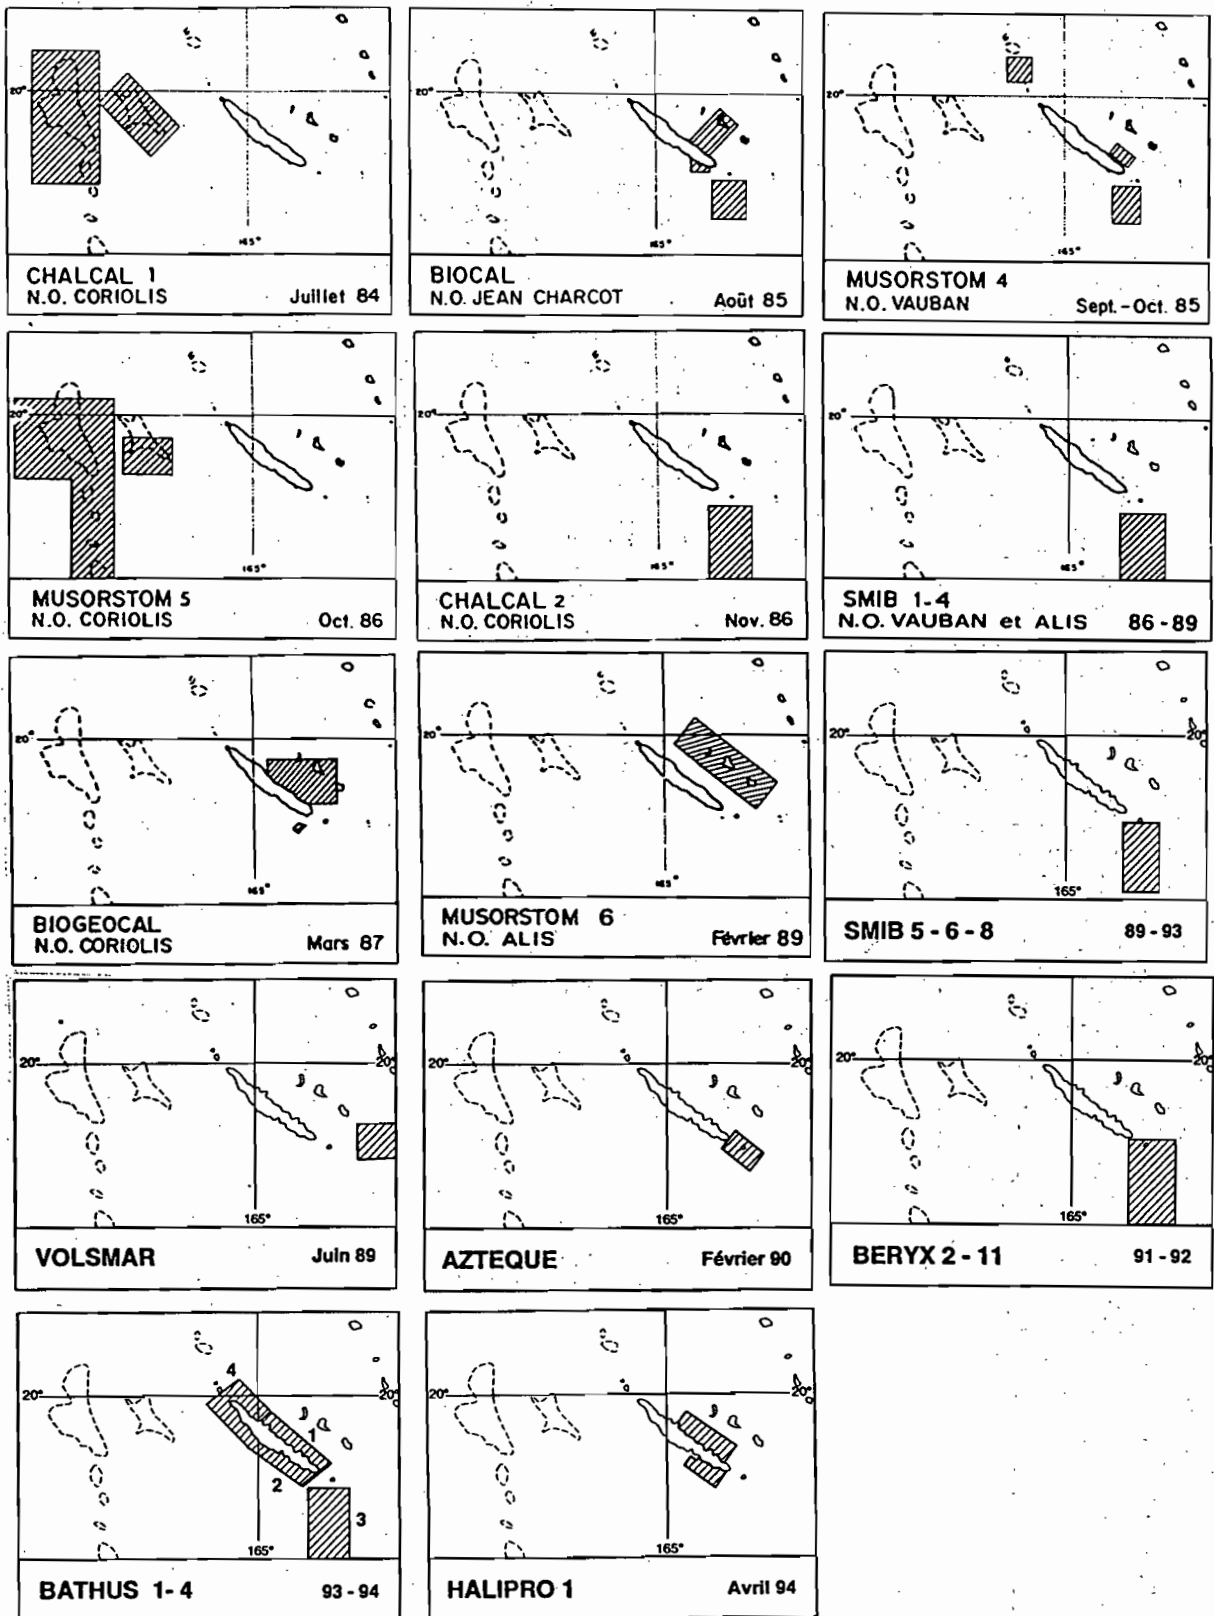 20°
165°
CHALCAL 1
N.O. CORIOLIS Juillet 84
20°
165°
BIOCAL
N.O. JEAN CHARCOT Août 85
20°
165°
MUSORSTOM 4
N.O. VAUBAN Sept.-Oct. 85
20°
165°
MUSORSTOM 5
N.O. CORIOLIS Oct. 86
20°
165°
CHALCAL 2
N.O. CORIOLIS Nov. 86
20°
165°
SMIB 1-4
N.O. VAUBAN et ALIS 86-89
20°
165°
BIOGEOCAL
N.O. CORIOLIS Mars 87
20°
165°
MUSORSTOM 6
N.O. ALIS Février 89
20° 20°
165°
SMIB 5-6-8 89-93
20° 20°
165°
VOLSMAR Juin 89
20° 20°
165°
AZTEQUE Février 90
20° 20°
165°
BERYX 2-11 91-92
4
20° 20°
1
2
3
165°
BATHUS 1-4 93-94
20° 20°
165°
HALIPRO 1 Avril 94